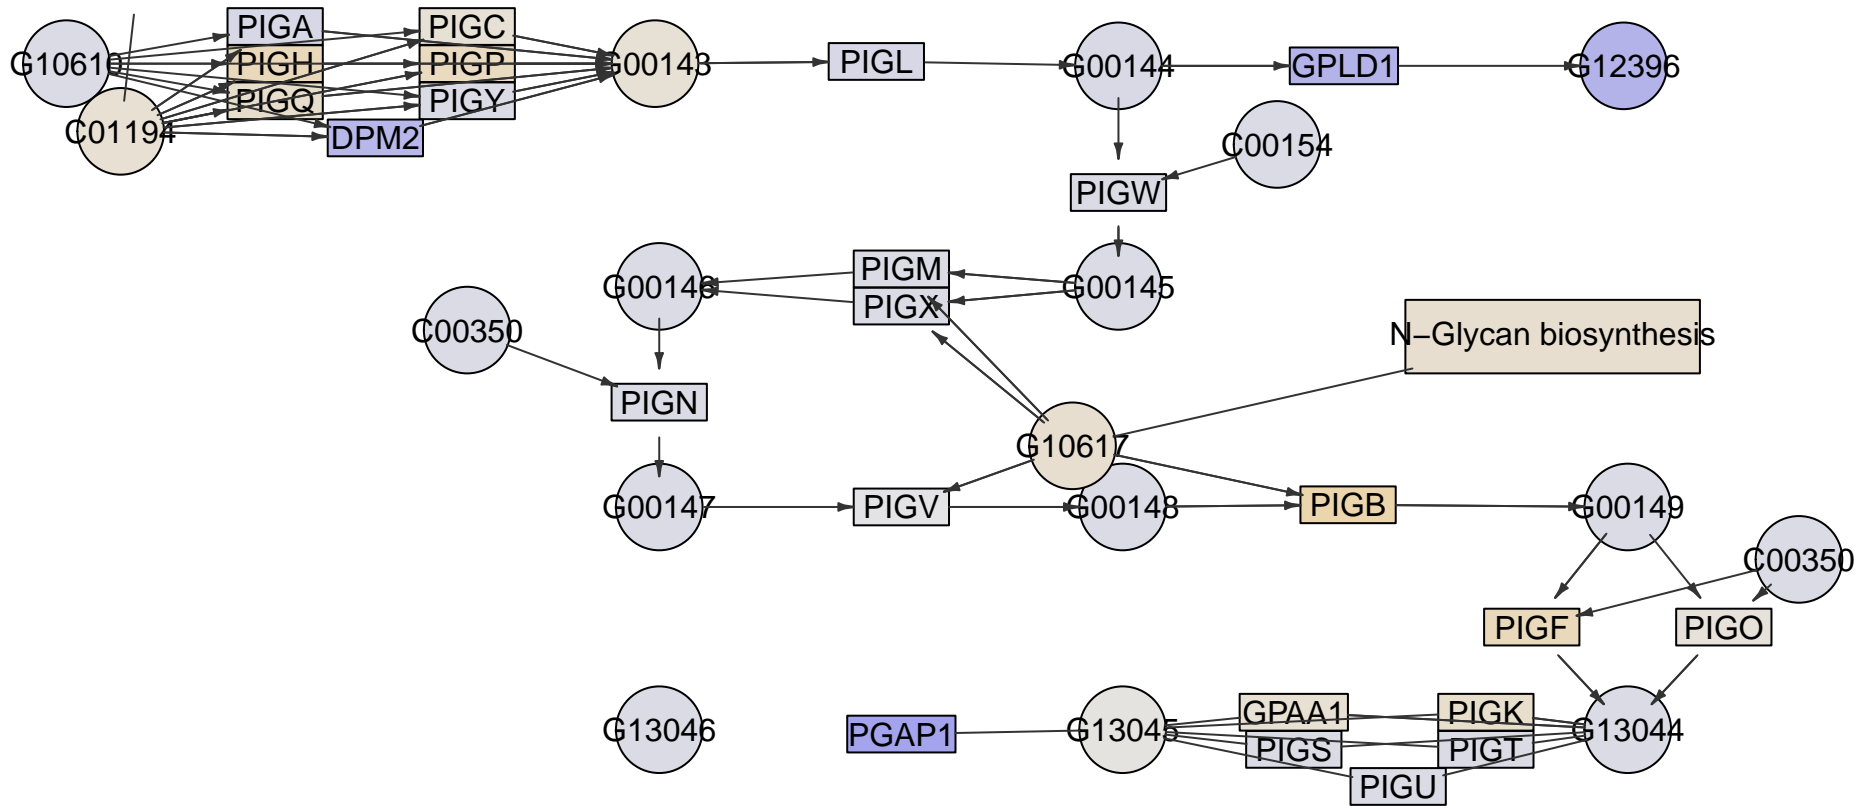 PIGA
PIGC
G10610
PIGH
PIGP
G00143
PIGL
G00144
GPLD1
G12396
PIGQ
PIGY
C01194
DPM2
C00154
PIGW
PIGM
G00146
G00145
PIGX
C00350
N–Glycan biosynthesis
PIGN
G10617
G00147
PIGV
G00148
PIGB
G00149
C00350
PIGF
PIGO
GPAA1
PIGK
G13046
PGAP1
G13045
G13044
PIGS
PIGT
PIGU